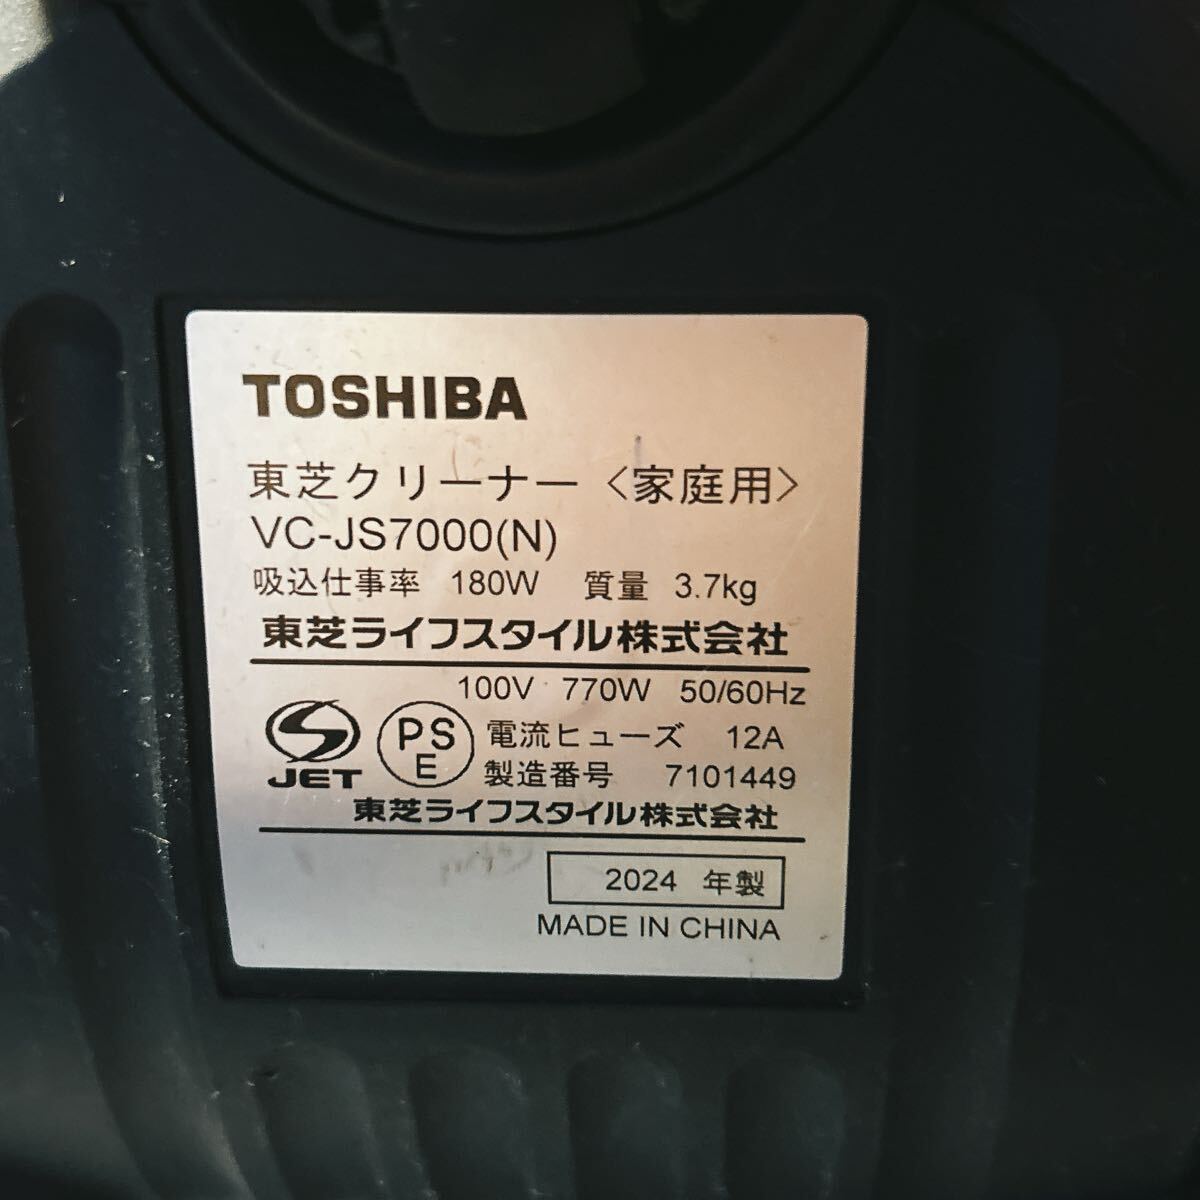 TOSHIBA
東芝クリーナー〈家庭用〉
VC-JS7000(N)
吸込仕事率 180W 質量 3.7kg
東芝ライフスタイル株式会社
100V 770W 50/60Hz
JET
PS
E
電流ヒューズ 12A
製造番号 7101449
東芝ライフスタイル株式会社
2024 年製
MADE IN CHINA